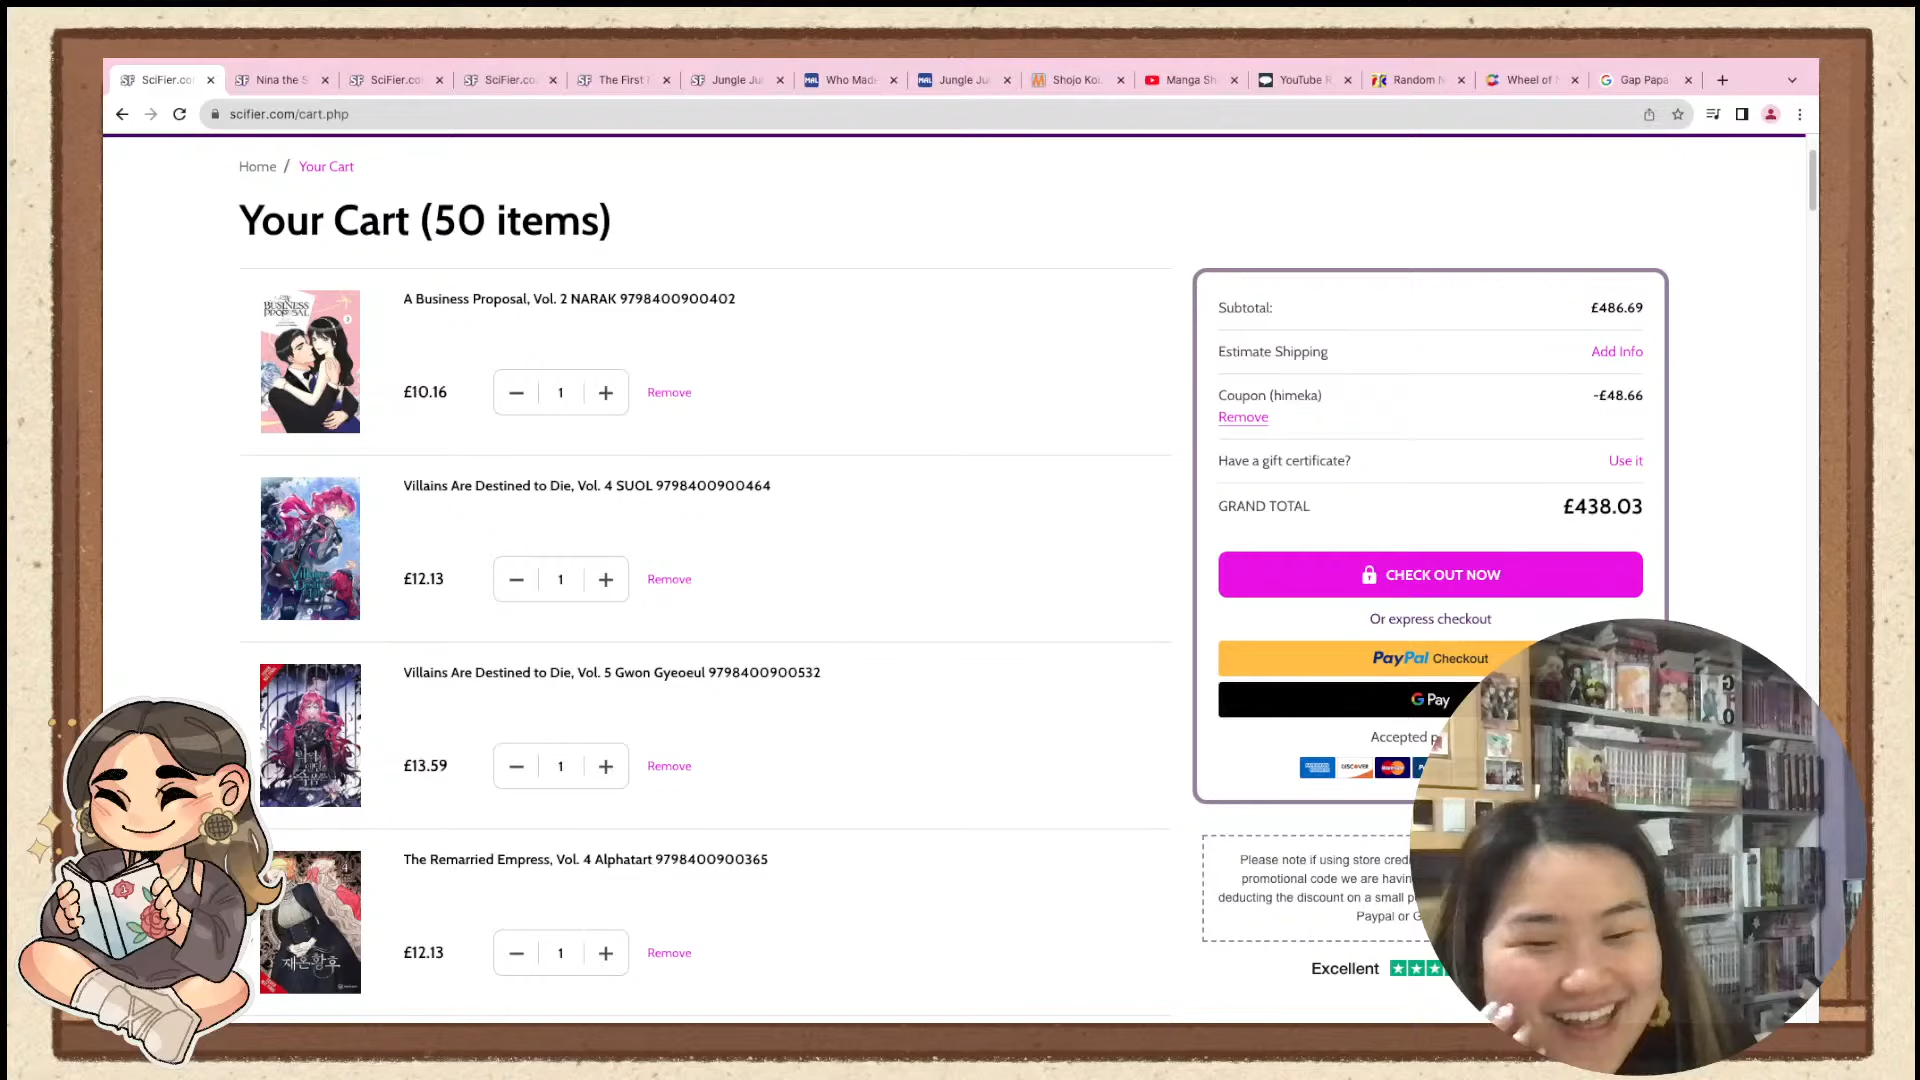 SciFier.co
Nina the S
SciFier.co
SciFier.co
The First
Jungle Ju
Who Mad
Jungle Ju
Shojo Koi
Manga Sh
YouTube R
Random N
Wheel of
Gap Papa
scifier.com/cart.php
Home / Your Cart
Your Cart (50 items)
BUSINESS
PROPOSAL
A Business Proposal, Vol. 2 NARAK 9798400900402
£10.16
1
Remove
Villains Are Destined to Die, Vol. 4 SUOL 9798400900464
£12.13
1
Remove
Villains Are Destined to Die, Vol. 5 Gwon Gyeoeul 9798400900532
£13.59
1
Remove
The Remarried Empress, Vol. 4 Alphatart 9798400900365
재혼황후
£12.13
1
Remove
Subtotal: £486.69
Estimate Shipping Add Info
Coupon (himeka) -£48.66
Remove
Have a gift certificate? Use it
GRAND TOTAL £438.03
CHECK OUT NOW
Or express checkout
PayPal Checkout
G Pay
Accepted p
DISCOVER
Please note if using store credi
promotional code we are havin
deducting the discount on a small p
Paypal or G
Excellent